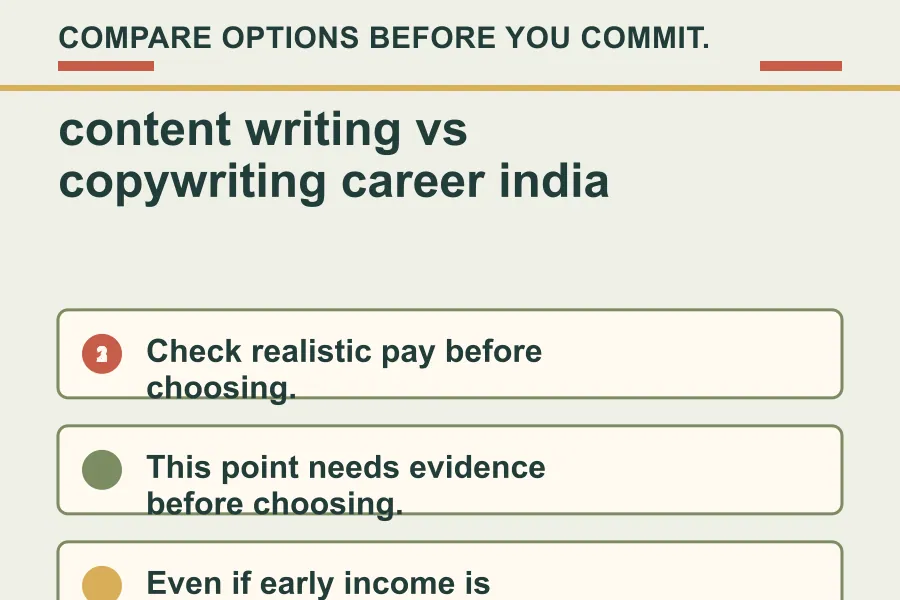 COMPARE OPTIONS BEFORE YOU COMMIT.
content writing vs
copywriting career india
Check realistic pay before
choosing.
This point needs evidence
before choosing.
Even if early income is